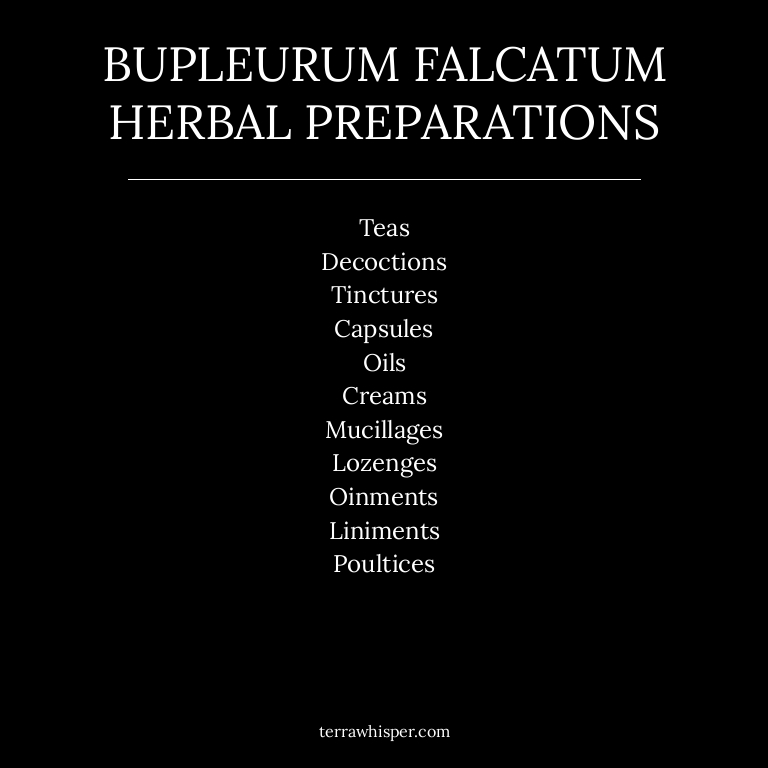 BUPLEURUM FALCATUM
HERBAL PREPARATIONS
Teas
Decoctions
Tinctures
Capsules
Oils
Creams
Mucillages
Lozenges
Oinments
Liniments
Poultices
terrawhisper.com